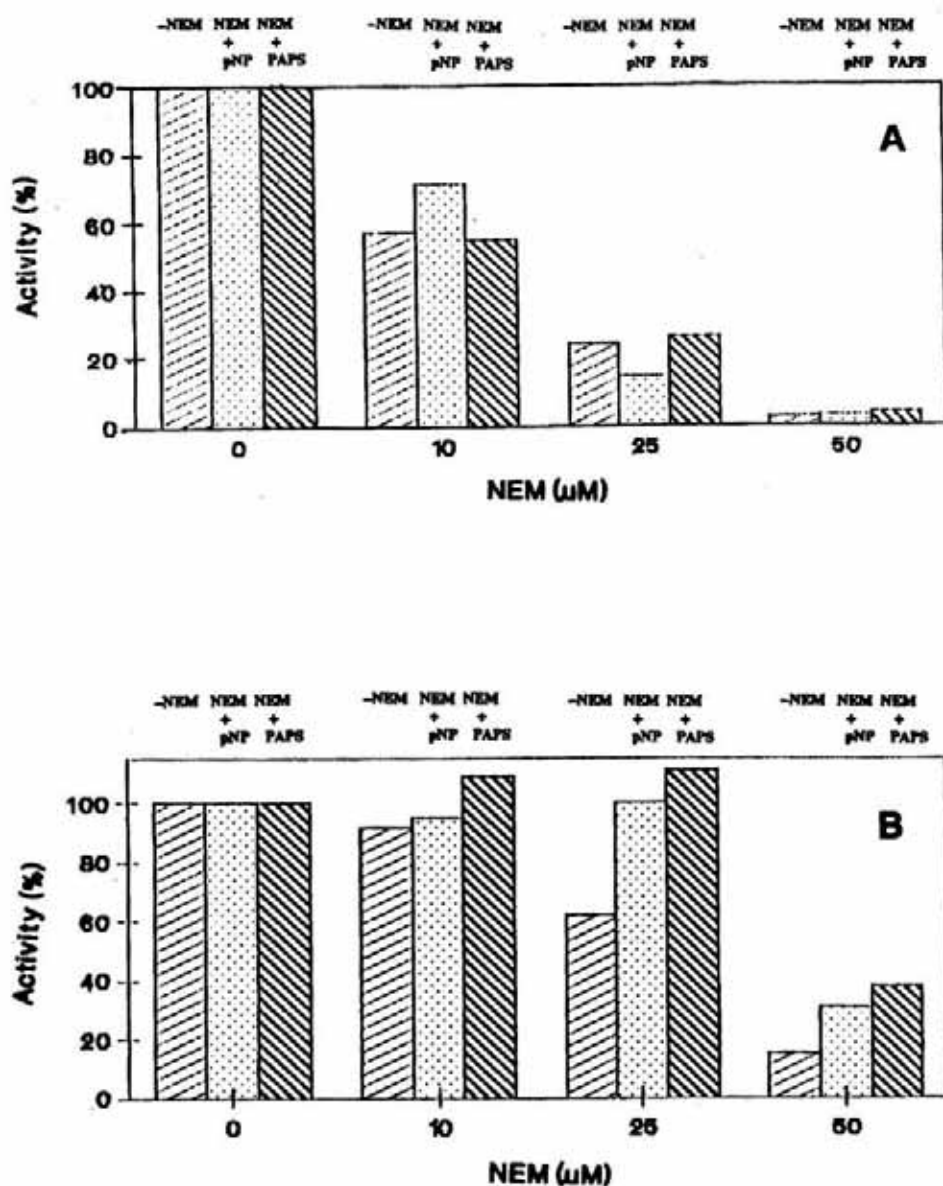 –NEM NEM NEM –NEM NEM NEM –NEM NEM NEM –NEM NEM NEM
+ + + + + + + +
pNP PAPS pNP PAPS pNP PAPS pNP PAPS
100
80
60
40
20
0
Activity (%)
A
0 10 25 50
NEM (µM)
–NEM NEM NEM –NEM NEM NEM –NEM NEM NEM –NEM NEM NEM
+ + + + + + + +
pNP PAPS pNP PAPS pNP PAPS pNP PAPS
100
80
60
40
20
0
Activity (%)
B
0 10 25 50
NEM (µM)